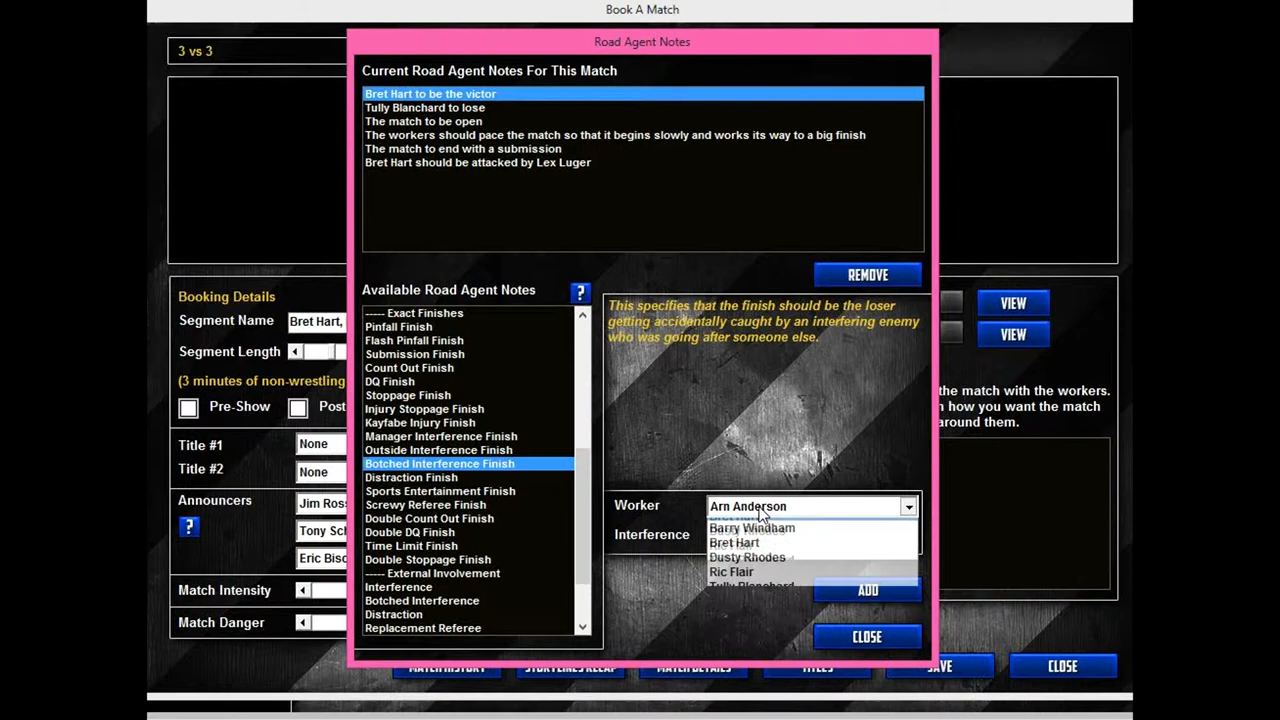 Book A Match
Road Agent Notes
3 vs 3
Current Road Agent Notes For This Match
Bret Hart to be the victor
Tully Blanchard to lose
The match to be open
The workers should pace the match so that it begins slowly and works its way to a big finish
The match to end with a submission
Bret Hart should be attacked by Lex Luger
REMOVE
Available Road Agent Notes
?
----- Exact Finishes
Pinfall Finish
Flash Pinfall Finish
Submission Finish
Count Out Finish
DQ Finish
Stoppage Finish
Injury Stoppage Finish
Kayfabe Injury Finish
Manager Interference Finish
Outside Interference Finish
Botched Interference Finish
Distraction Finish
Sports Entertainment Finish
Screwy Referee Finish
Double Count Out Finish
Double DQ Finish
Time Limit Finish
Double Stoppage Finish
----- External Involvement
Interference
Botched Interference
Distraction
Replacement Referee
This specifies that the finish should be the loser
getting accidentally caught by an interfering enemy
who was going after someone else.
Worker
Arn Anderson
Barry Windham
Bret Hart
Dusty Rhodes
Ric Flair
Tully Blanchard
Interference
ADD
CLOSE
Booking Details
Segment Name
Bret Hart,
Segment Length
(3 minutes of non-wrestling
Pre-Show
Post
Title #1
None
Title #2
None
Announcers
?
Jim Ross
Tony Sch
Eric Bisc
Match Intensity
Match Danger
VIEW
VIEW
the match with the workers.
how you want the match
around them.
MATCH HISTORY
STORYLINES RECAP
MATCH DETAILS
TITLES
SAVE
CLOSE